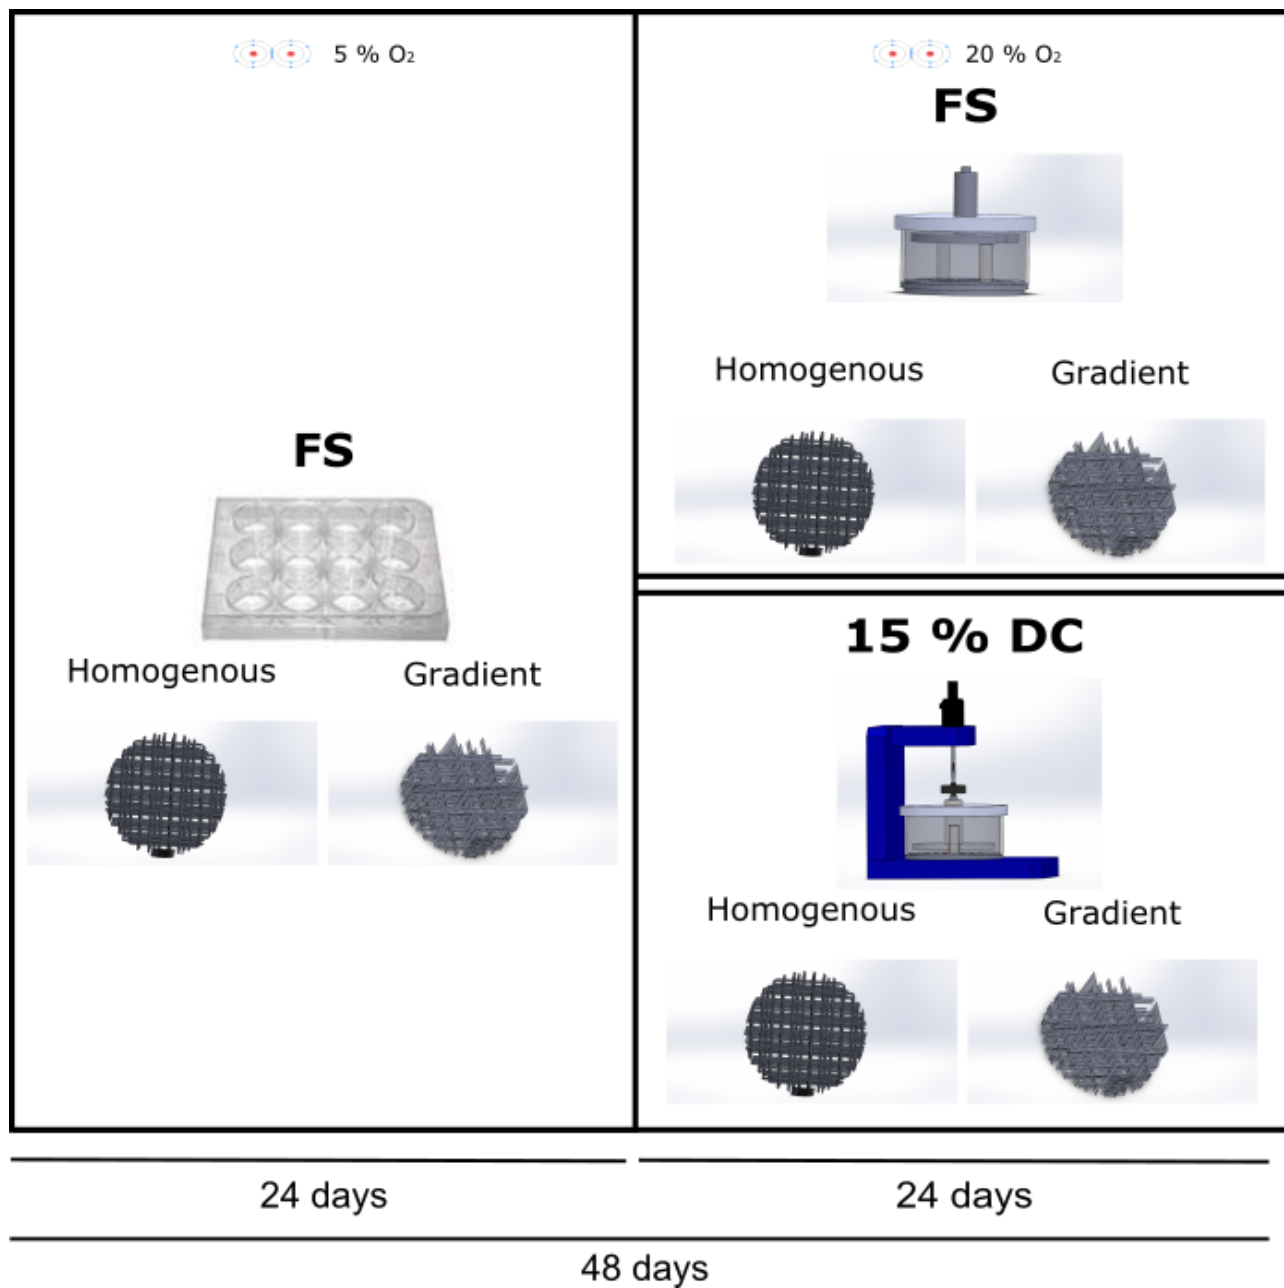 5 % O₂
FS
Homogenous Gradient
20 % O₂
FS
Homogenous Gradient
15 % DC
Homogenous Gradient
24 days 24 days
48 days